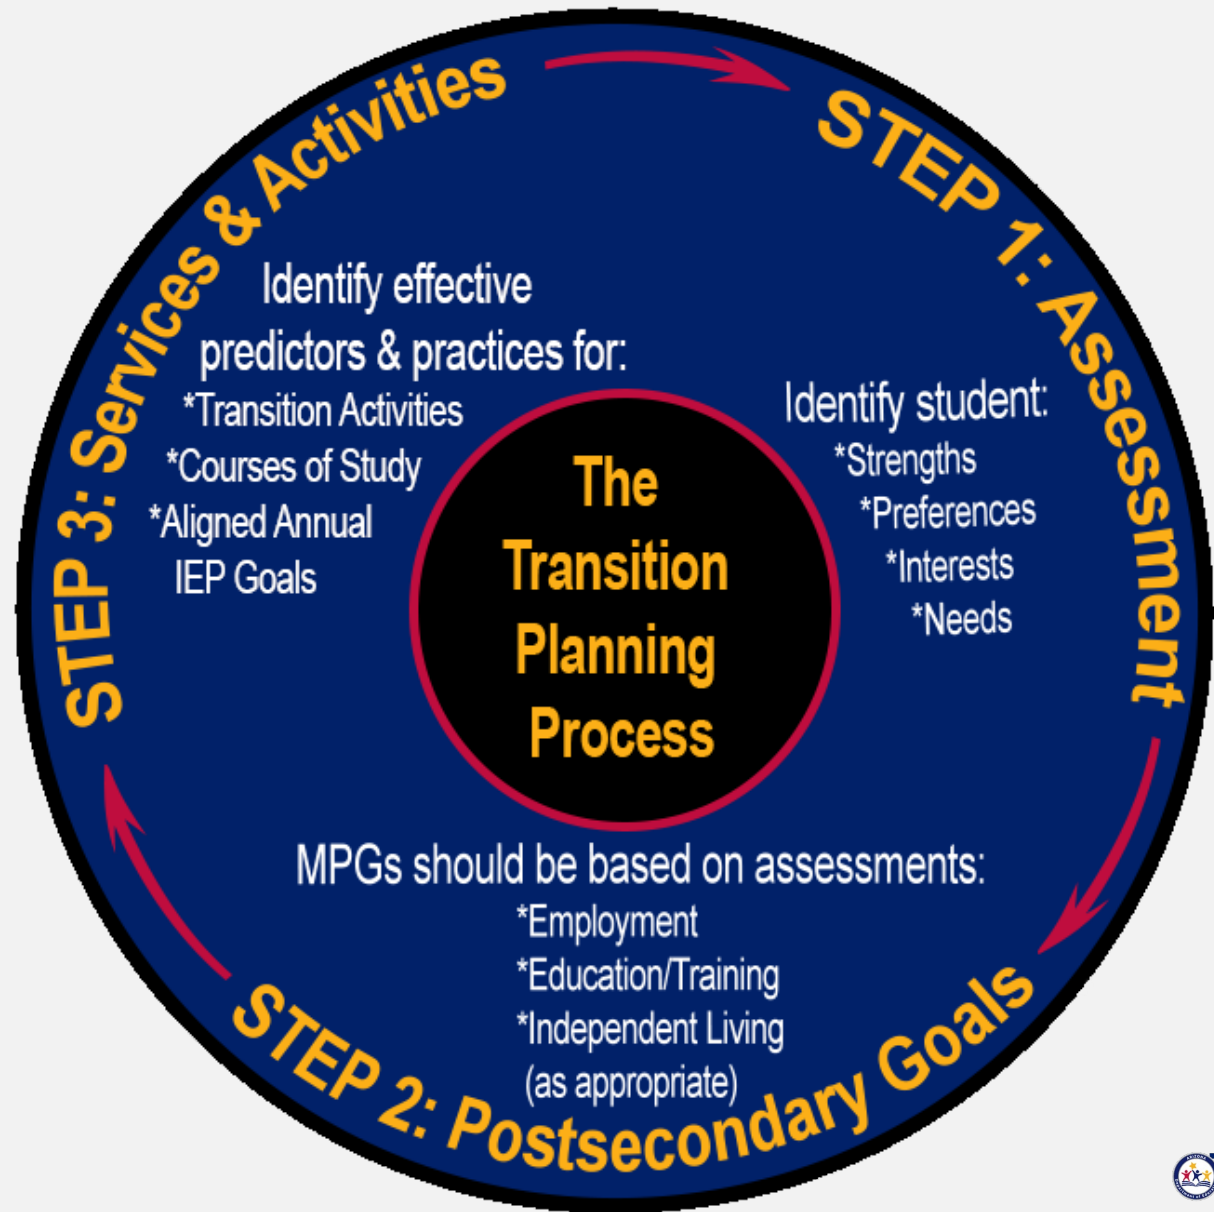 The
Transition
Planning
Process
STEP 1: Assessment
Identify student:
*Strengths
*Preferences
*Interests
*Needs
STEP 2: Postsecondary Goals
MPGs should be based on assessments:
*Employment
*Education/Training
*Independent Living
(as appropriate)
STEP 3: Services & Activities
Identify effective
predictors & practices for:
*Transition Activities
*Courses of Study
*Aligned Annual
IEP Goals